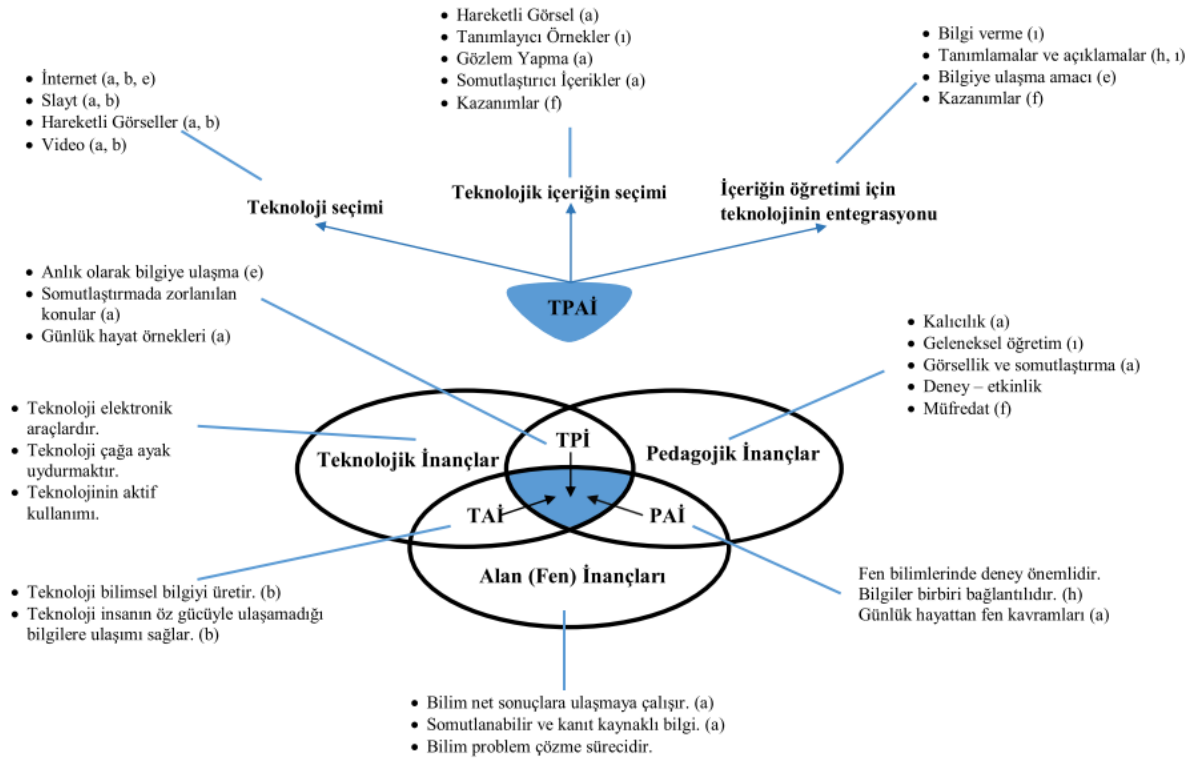 • Hareketli Görsel (a)
• Tanımlayıcı Örnekler (ı)
• Gözlem Yapma (a)
• Somutlaştırıcı İçerikler (a)
• Kazanımlar (f)
• Bilgi verme (ı)
• Tanımlamalar ve açıklamalar (h, ı)
• Bilgiye ulaşma amacı (e)
• Kazanımlar (f)
• İnternet (a, b, e)
• Slayt (a, b)
• Hareketli Görseller (a, b)
• Video (a, b)
Teknoloji seçimi
Teknolojik içeriğin seçimi
İçeriğin öğretimi için
teknolojinin entegrasyonu
• Anlık olarak bilgiye ulaşma (e)
• Somutlaştırmada zorlanılan
konular (a)
• Günlük hayat örnekleri (a)
TPAİ
• Kalıcılık (a)
• Geleneksel öğretim (ı)
• Görsellik ve somutlaştırma (a)
• Deney – etkinlik
• Müfredat (f)
• Teknoloji elektronik
araçlardır.
• Teknoloji çağa ayak
uydurmaktır.
• Teknolojinin aktif
kullanımı.
Teknolojik İnançlar
TPİ
Pedagojik İnançlar
TAİ
PAİ
Alan (Fen) İnançları
• Teknoloji bilimsel bilgiyi üretir. (b)
• Teknoloji insanın öz gücüyle ulaşamadığı
bilgilere ulaşımı sağlar. (b)
Fen bilimlerinde deney önemlidir.
Bilgiler birbiri bağlantılıdır. (h)
Günlük hayattan fen kavramları (a)
• Bilim net sonuçlara ulaşmaya çalışır. (a)
• Somutlanabilir ve kanıt kaynaklı bilgi. (a)
• Bilim problem çözme sürecidir.